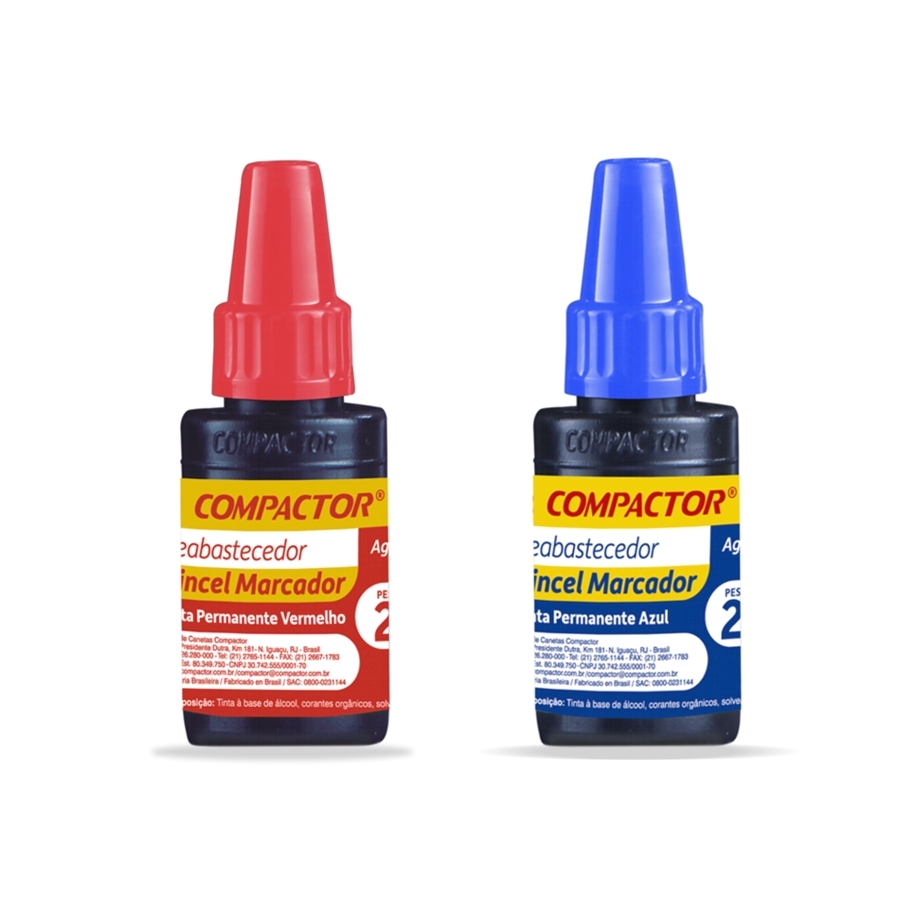 COMPACTOR
COMPACTOR®
eabastecedor
Ag
incel Marcador
ta Permanente Vermelho
PES
2
de Canetas Compactor
Presidente Dutra, Km 181- N. Iguaçu, RJ - Brasil
26.280-000 - Tel: (21) 2765-1144 - FAX: (21) 2667-1783
Est. 80.349.750 - CNPJ 30.742.555/0001-70
compactor.com.br /compactor@compactor.com.br
ria Brasileira / Fabricado en Brasil / SAC: 0800-0231144
posição: Tinta à base de álcool, corantes orgânicos, solve
COMPACTOR
COMPACTOR®
eabastecedor
Ag
incel Marcador
nta Permanente Azul
PES
2
de Canetas Compactor
Presidente Dutra, Km 181- N. Iguaçu, RJ - Brasil
26.280-000 - Tel: (21) 2765-1144 - FAX: (21) 2667-1783
Est. 80.349.750 - CNPJ 30.742.555/0001-70
compactor.com.br /compactor@compactor.com.br
ria Brasileira / Fabricado en Brasil / SAC: 0800-0231144
posição: Tinta à base de álcool, corantes orgânicos, solve